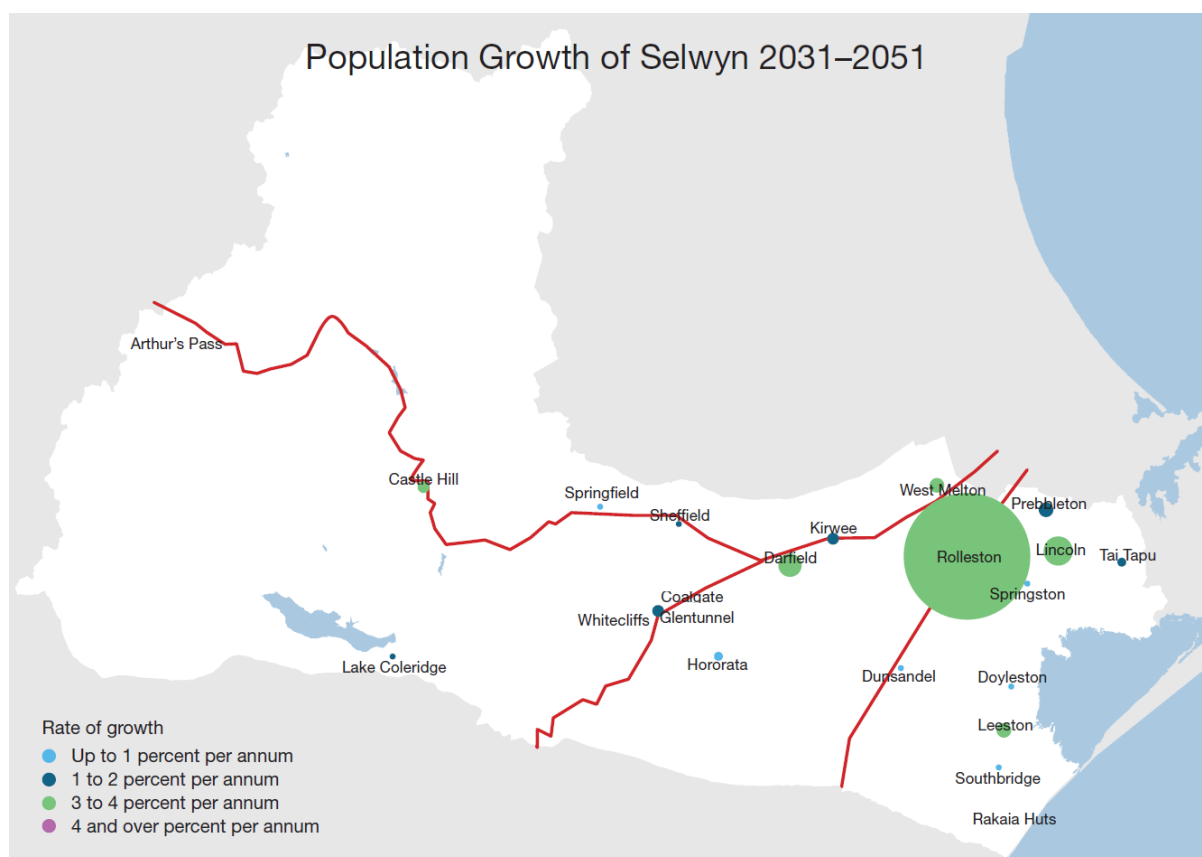 Population Growth of Selwyn 2031–2051
Arthur's Pass
Castle Hill
Springfield
Sheffield
West Melton
Prebbleton
Kirwee
Darfield
Rolleston
Lincoln
Tai Tapu
Springston
Coalgate
Whitecliffs
Glentunnel
Lake Coleridge
Hororata
Dunsandel
Doyleston
Leeston
Southbridge
Rakaia Huts
Rate of growth
Up to 1 percent per annum
1 to 2 percent per annum
3 to 4 percent per annum
4 and over percent per annum